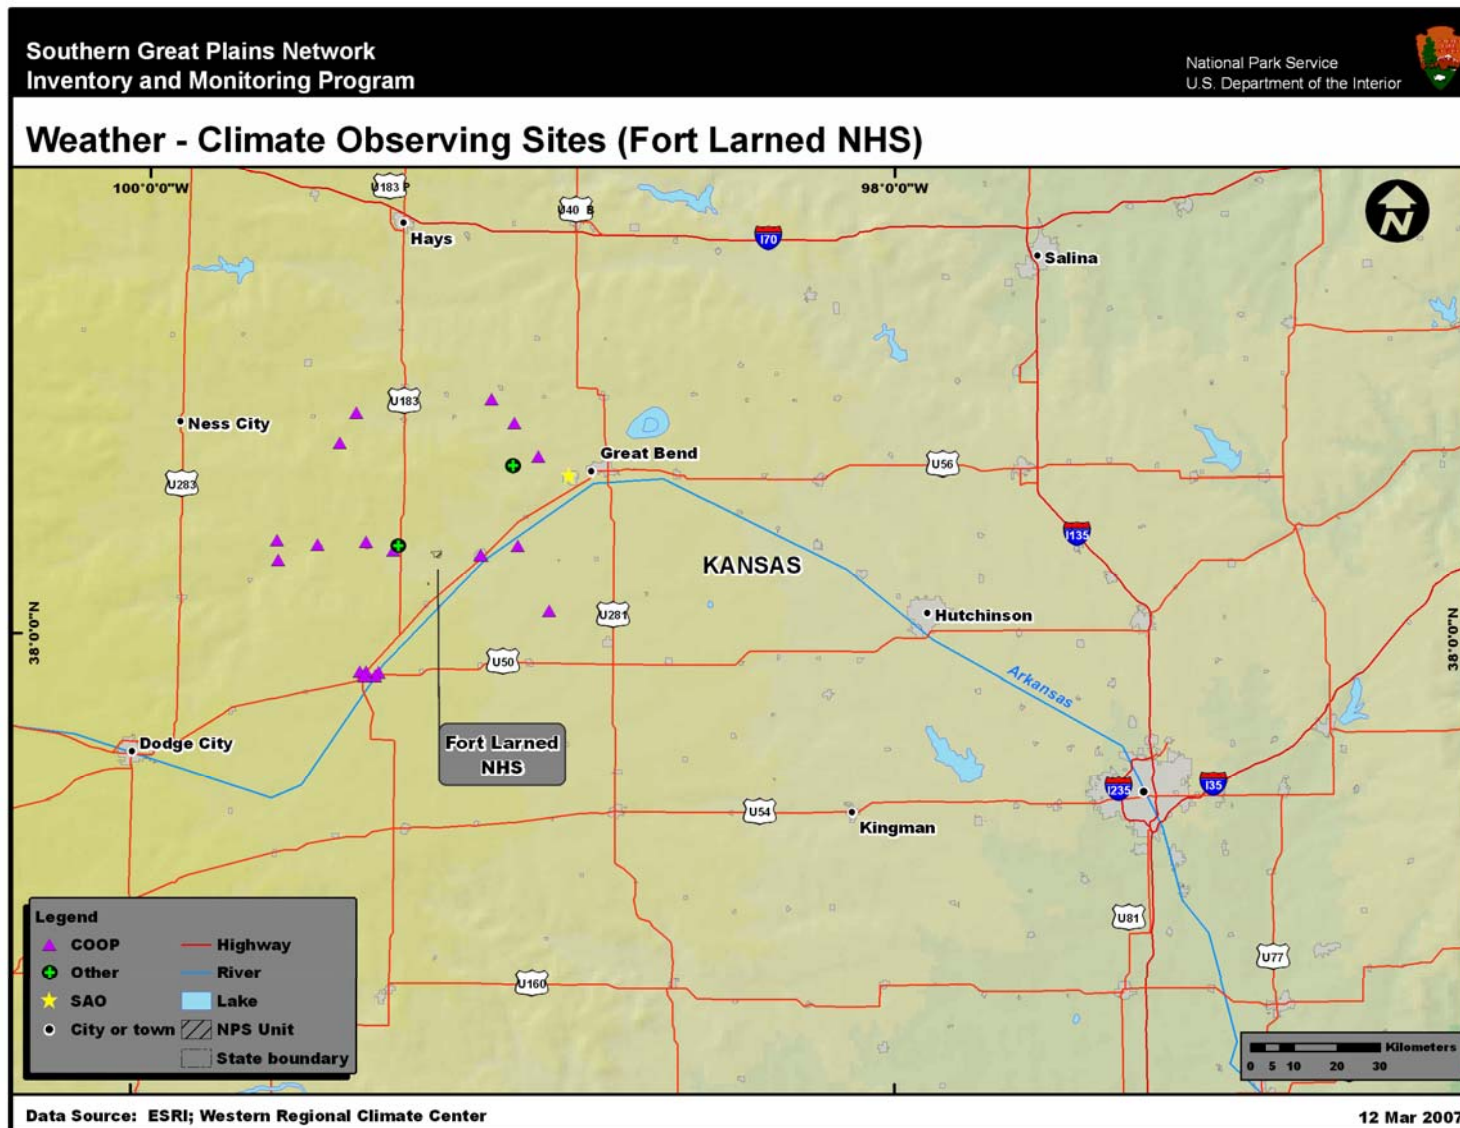 Southern Great Plains Network
Inventory and Monitoring Program
National Park Service
U.S. Department of the Interior
Weather - Climate Observing Sites (Fort Larned NHS)
100°0'0"W
98°0'0"W
U183 P
U40 B
Hays
I70
N
Salina
U183
Ness City
Great Bend
U56
U283
I135
KANSAS
38°0'0"N
38°0'0"N
U281
Hutchinson
U50
Arkansas
Dodge City
Fort Larned
NHS
I235
I35
U54
Kingman
U81
U77
U160
Legend
COOP
Highway
Other
River
SAO
Lake
City or town
NPS Unit
State boundary
Kilometers
0 5 10 20 30
Data Source: ESRI; Western Regional Climate Center
12 Mar 2007